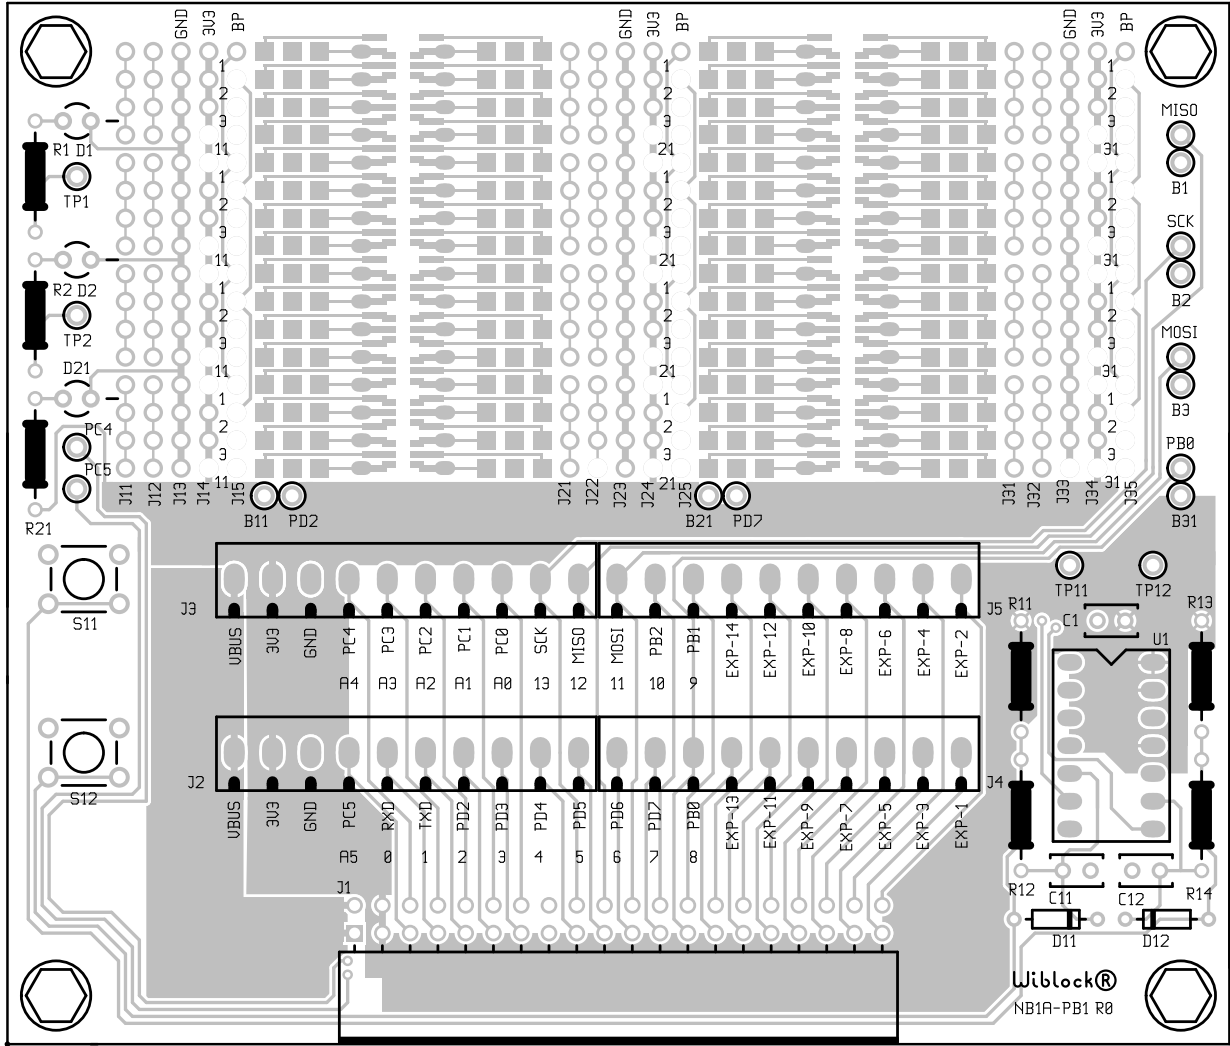 GND 3V3 BP GND 3V3 BP GND 3V3 BP
1 1 1
2 2 2
MISO
3 3 3
R1 D1 11 21 31
1 1 1
B1
TP1
2 2 2
SCK
3 3 3
11 21 31
R2 D2 1 1 1
B2
2 2 2
TP2
MOSI
3 3 3
D21 11 21 31
1 1 1
B3
PC4 2 2 2
PB0
3 3 3
PC5
11 21 31
J11 J12 J13 J14 J15 J21 J22 J23 J24 J25 J31 J32 J33 J34 J35
R21 B11 PD2 B21 PD7 B31
TP11 TP12
S11 J3 J5 R11 C1 R13
VBUS 3V3 GND PC4 PC3 PC2 PC1 PC0 SCK MISO MOSI PB2 PB1 EXP-14 EXP-12 EXP-10 EXP-8 EXP-6 EXP-4 EXP-2
U1
A4 A3 A2 A1 A0 13 12 11 10 9
S12 J2 J4
VBUS 3V3 GND PC5 RXD TXD PD2 PD3 PD4 PD5 PD6 PD7 PB0 EXP-13 EXP-11 EXP-9 EXP-7 EXP-5 EXP-3 EXP-1
A5 0 1 2 3 4 5 6 7 8
J1
R12 C11 C12 R14
D11 D12
Wiblock®
NB1A-PB1 R0